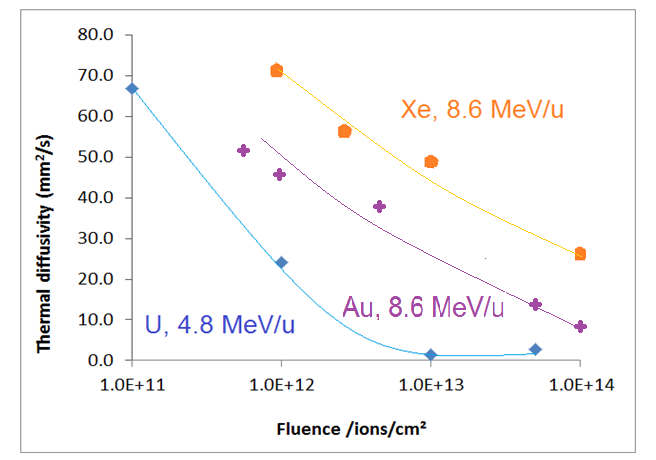 80.0
70.0
60.0
50.0
40.0
30.0
20.0
10.0
0.0
Thermal diffusivity (mm²/s)
Xe, 8.6 MeV/u
Au, 8.6 MeV/u
U, 4.8 MeV/u
1.0E+11 1.0E+12 1.0E+13 1.0E+14
Fluence /ions/cm²